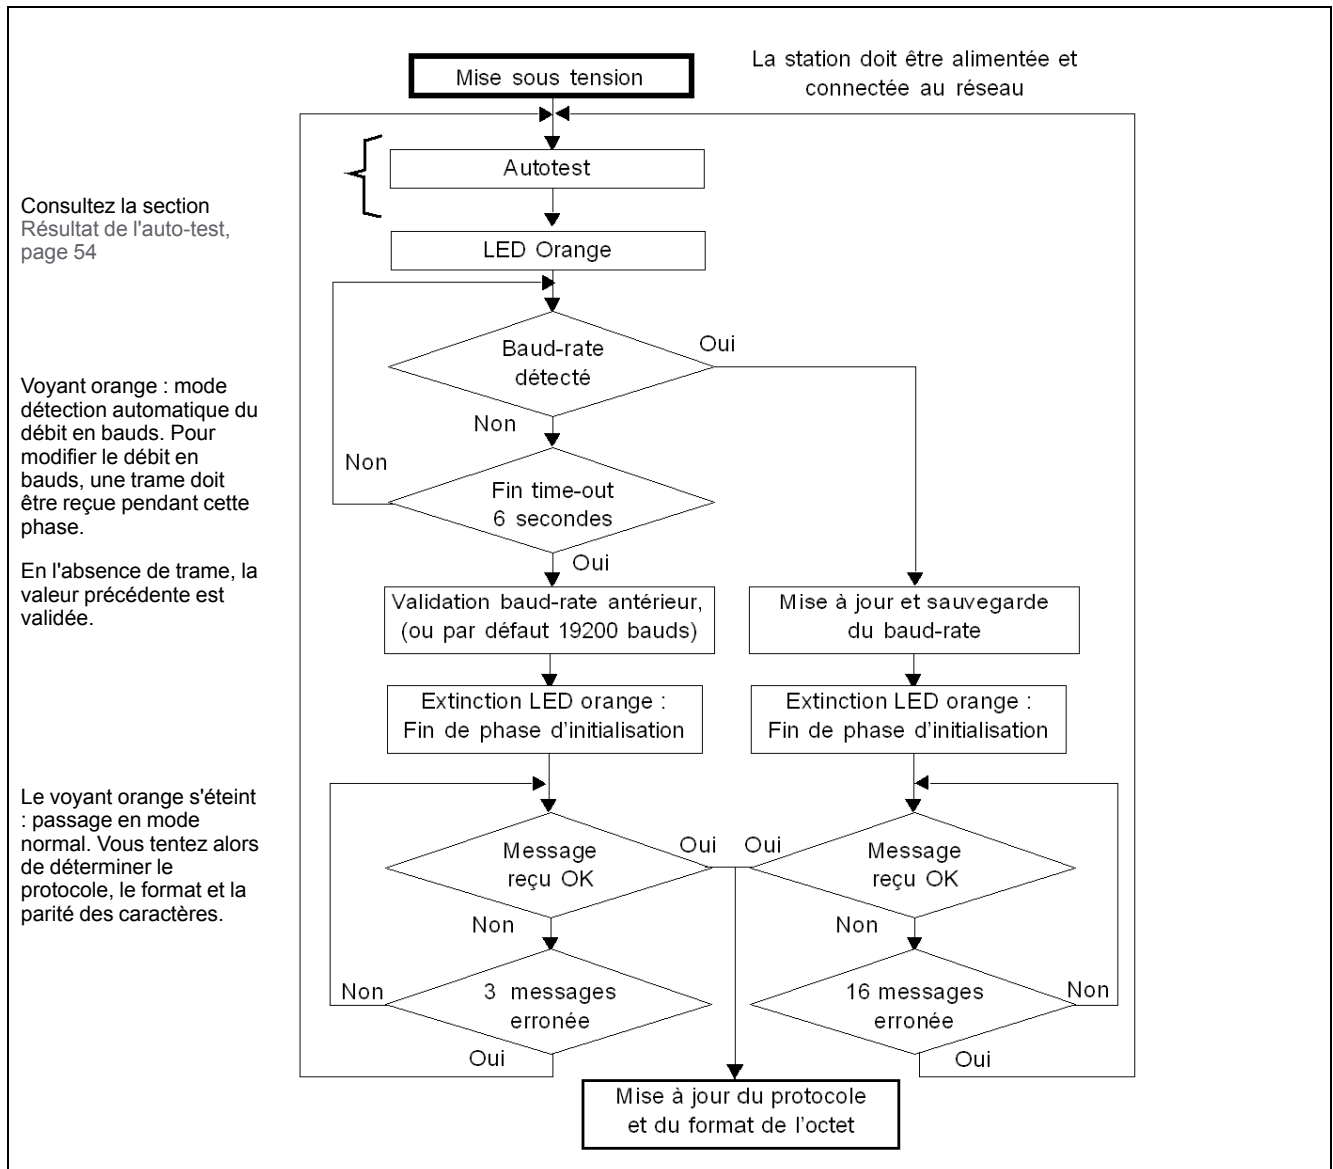 La station doit être alimentée et
connectée au réseau
Mise sous tension
Autotest
Consultez la section
Résultat de l'auto-test,
page 54
LED Orange
Baud-rate
détecté
Oui
Non
Voyant orange : mode
détection automatique du
débit en bauds. Pour
modifier le débit en
bauds, une trame doit
être reçue pendant cette
phase.
En l'absence de trame, la
valeur précédente est
validée.
Non
Fin time-out
6 secondes
Oui
Validation baud-rate antérieur,
(ou par défaut 19200 bauds)
Mise à jour et sauvegarde
du baud-rate
Extinction LED orange :
Fin de phase d'initialisation
Extinction LED orange :
Fin de phase d'initialisation
Le voyant orange s'éteint
: passage en mode
normal. Vous tentez alors
de déterminer le
protocole, le format et la
parité des caractères.
Message
reçu OK
Oui
Oui
Message
reçu OK
Non
Non
Non
3 messages
erronée
16 messages
erronée
Non
Oui
Oui
Mise à jour du protocole
et du format de l'octet